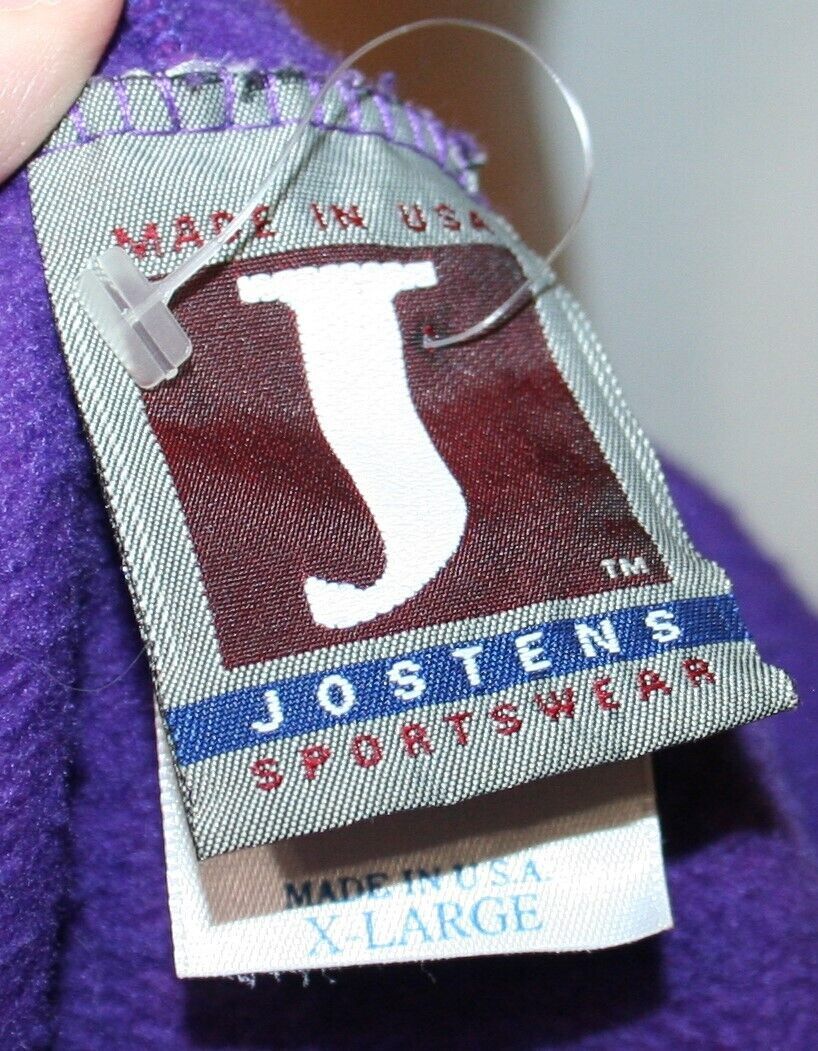 MADE IN USA
J
TM
JOSTENS
SPORTSWEAR
MADE IN U.S.A.
X-LARGE